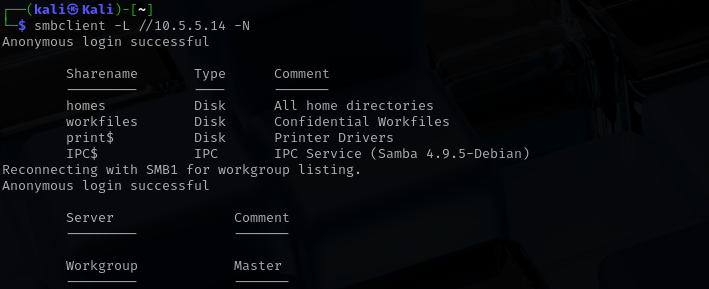 ┌──(kali㉿Kali)-[~]
└─$ smbclient -L //10.5.5.14 -N
Anonymous login successful
Sharename Type Comment
--------- ---- -------
homes Disk All home directories
workfiles Disk Confidential Workfiles
print$ Disk Printer Drivers
IPC$ IPC IPC Service (Samba 4.9.5-Debian)
Reconnecting with SMB1 for workgroup listing.
Anonymous login successful
Server Comment
--------- -------
Workgroup Master
--------- -------